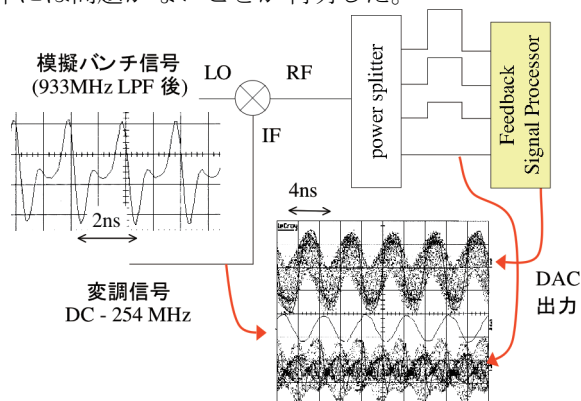 模擬バンチ信号
(933MHz LPF 後)
LO
RF
IF
power splitter
Feedback
Signal Processor
2ns
4ns
LeCroy
変調信号
DC - 254 MHz
DAC
出力